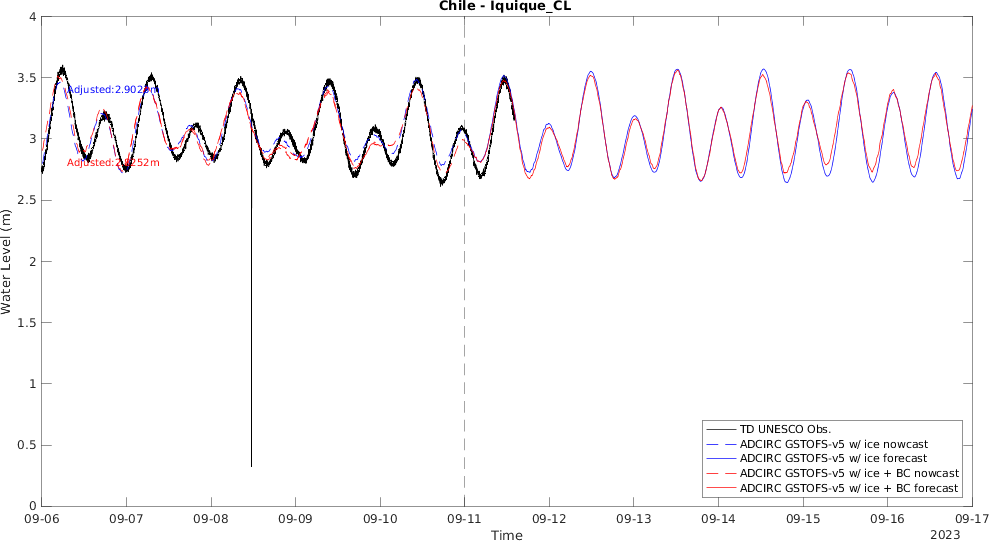 Chile - Iquique_CL
Water Level (m)
4
3.5
3
2.5
2
1.5
1
0.5
0
Adjusted:
Adjusted:
09-06 09-07 09-08 09-09 09-10 09-11 09-12 09-13 09-14 09-15 09-16 09-17
Time
2023
TD UNESCO Obs.
ADCIRC GSTOFS-v5 w/ ice nowcast
ADCIRC GSTOFS-v5 w/ ice forecast
ADCIRC GSTOFS-v5 w/ ice + BC nowcast
ADCIRC GSTOFS-v5 w/ ice + BC forecast